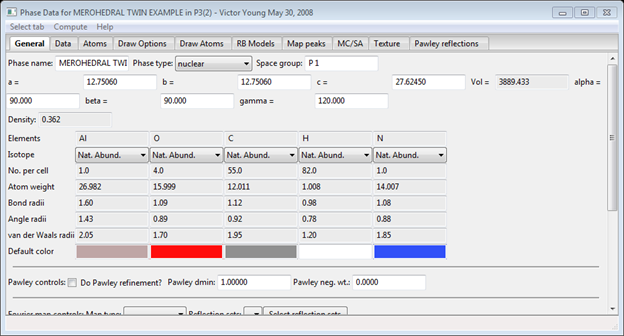 Phase Data for MEROHEDRAL TWIN EXAMPLE in P3(2) - Victor Young May 30, 2008
Select tab Compute Help
General Data Atoms Draw Options Draw Atoms RB Models Map peaks MC/SA Texture Pawley reflections
Phase name: MEROHEDRAL TWI Phase type: nuclear Space group: P 1
a = 12.75060 b = 12.75060 c = 27.62450 Vol = 3889.433 alpha =
90.000 beta = 90.000 gamma = 120.000
Density: 0.362
Elements Al O C H N
Isotope Nat. Abund. Nat. Abund. Nat. Abund. Nat. Abund. Nat. Abund.
No. per cell 1.0 4.0 55.0 82.0 1.0
Atom weight 26.982 15.999 12.011 1.008 14.007
Bond radii 1.60 1.09 1.12 0.98 1.08
Angle radii 1.43 0.89 0.92 0.78 0.88
van der Waals radii 2.05 1.70 1.95 1.20 1.85
Default color
Pawley controls: Do Pawley refinement? Pawley dmin: 1.00000 Pawley neg. wt.: 0.0000
Fourier map controls: Map type: Reflection sets: Select reflection sets